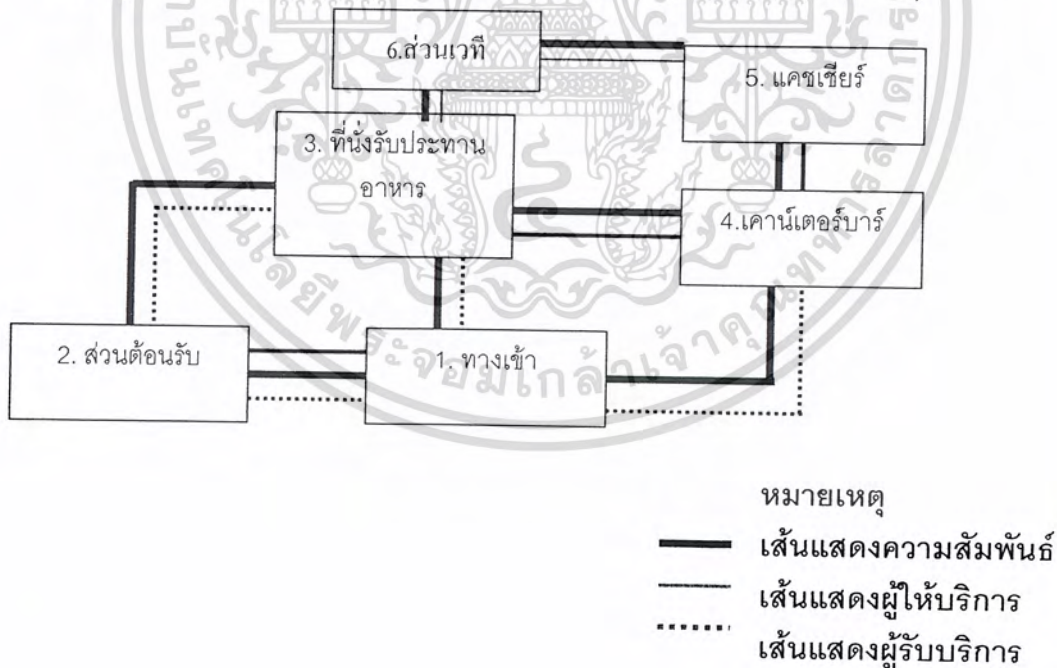 6.ส่วนเวที
5. แคชเชียร์
3. ที่นั่งรับประทาน
อาหาร
4.เคาน์เตอร์บาร์
2. ส่วนต้อนรับ
1. ทางเข้า
หมายเหตุ
เส้นแสดงความสัมพันธ์
เส้นแสดงผู้ให้บริการ
เส้นแสดงผู้รับบริการ